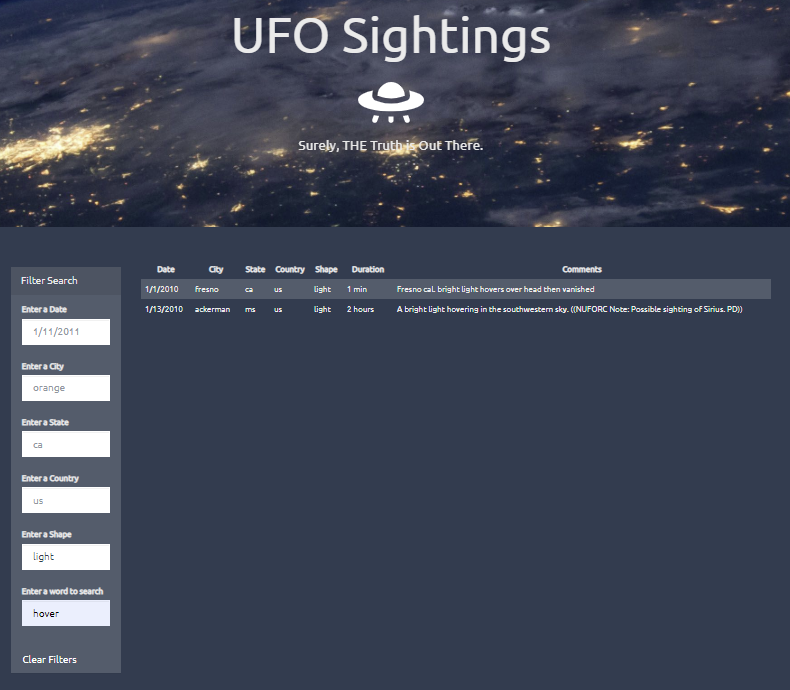 UFO Sightings
Surely, THE Truth is Out There.
Filter Search
Enter a Date
1/11/2011
Enter a City
orange
Enter a State
ca
Enter a Country
us
Enter a Shape
light
Enter a word to search
hover
Clear Filters
Date City State Country Shape Duration Comments
1/1/2010 fresno ca us light 1 min Fresno cal. bright light hovers over head then vanished
1/13/2010 ackerman ms us light 2 hours A bright light hovering in the southwestern sky. ((NUFORC Note: Possible sighting of Sirius. PD))